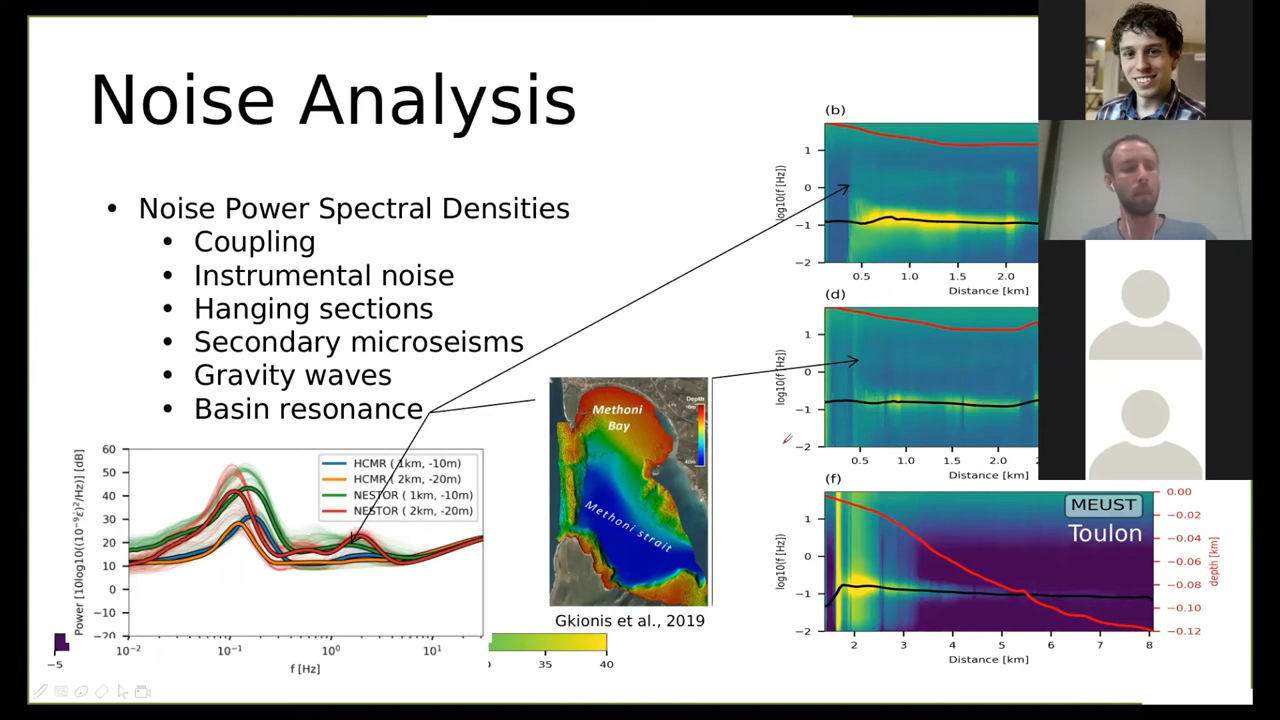 Noise Analysis
• Noise Power Spectral Densities
• Coupling
• Instrumental noise
• Hanging sections
• Secondary microseisms
• Gravity waves
• Basin resonance
60
50
40
30
20
10
0
−10
−20
Power [10log10((10⁻⁹ε̇)²/Hz)] [dB]
HCMR ( 1km, -10m)
HCMR ( 2km, -20m)
NESTOR ( 1km, -10m)
NESTOR ( 2km, -20m)
10⁻² 10⁻¹ 10⁰ 10¹
f [Hz]
−5
35 40
Methoni
Bay
Depth
Methoni strait
Gkionis et al., 2019
(b)
1
0
−1
−2
log10(f [Hz])
0.5 1.0 1.5 2.0
Distance [km]
(d)
1
0
−1
−2
log10(f [Hz])
0.5 1.0 1.5 2.0
Distance [km]
(f)
1
0
−1
−2
log10(f [Hz])
MEUST
Toulon
0.00
−0.02
−0.04
−0.06
−0.08
−0.10
−0.12
depth [km]
2 3 4 5 6 7 8
Distance [km]